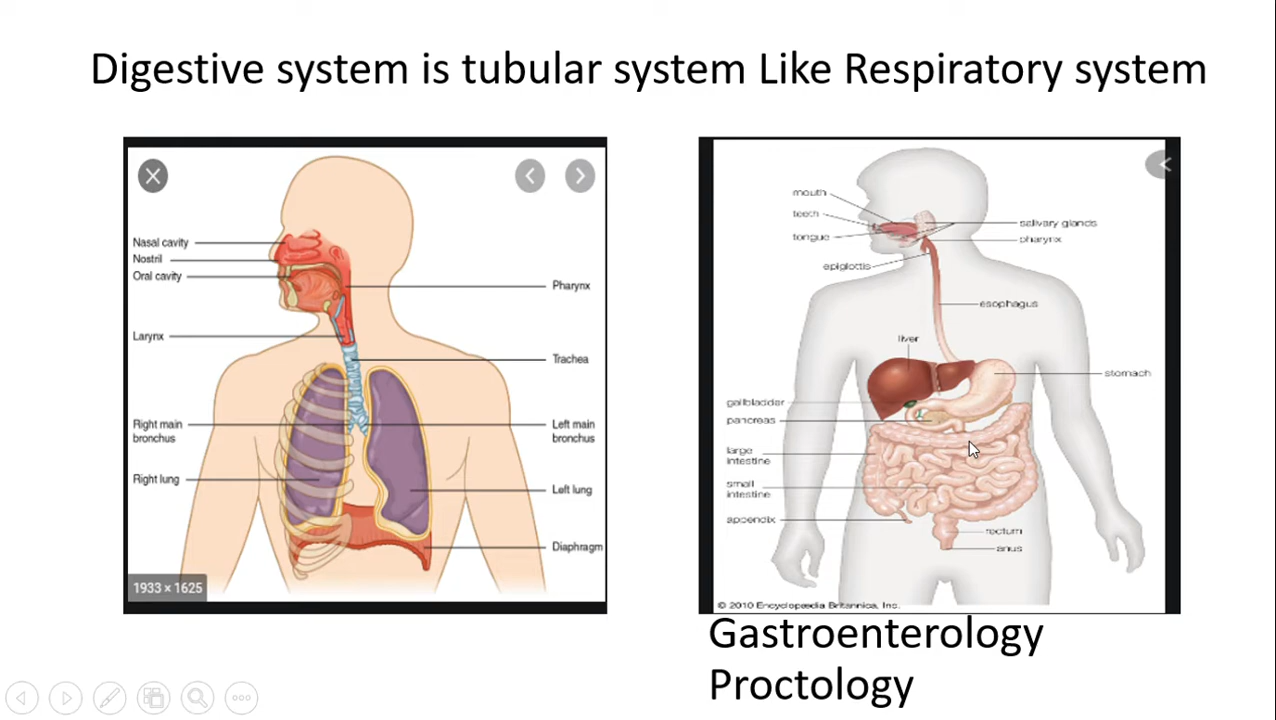 Digestive system is tubular system Like Respiratory system
Nasal cavity
Nostril
Oral cavity
Larynx
Right main
bronchus
Right lung
Pharynx
Trachea
Left main
bronchus
Left lung
Diaphragm
1933 × 1625
mouth
teeth
tongue
epiglottis
salivary glands
pharynx
esophagus
liver
stomach
gallbladder
pancreas
large
intestine
small
intestine
appendix
rectum
anus
© 2010 Encyclopædia Britannica, Inc.
Gastroenterology
Proctology